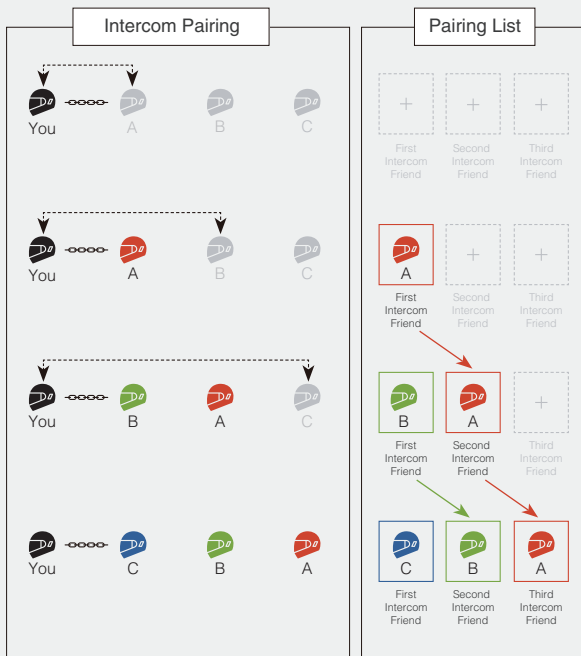 Intercom Pairing
Pairing List
You A B C
+ + +
First Intercom Friend
Second Intercom Friend
Third Intercom Friend
You A B C
A + +
First Intercom Friend
Second Intercom Friend
Third Intercom Friend
You B A C
B A +
First Intercom Friend
Second Intercom Friend
Third Intercom Friend
You C B A
C B A
First Intercom Friend
Second Intercom Friend
Third Intercom Friend